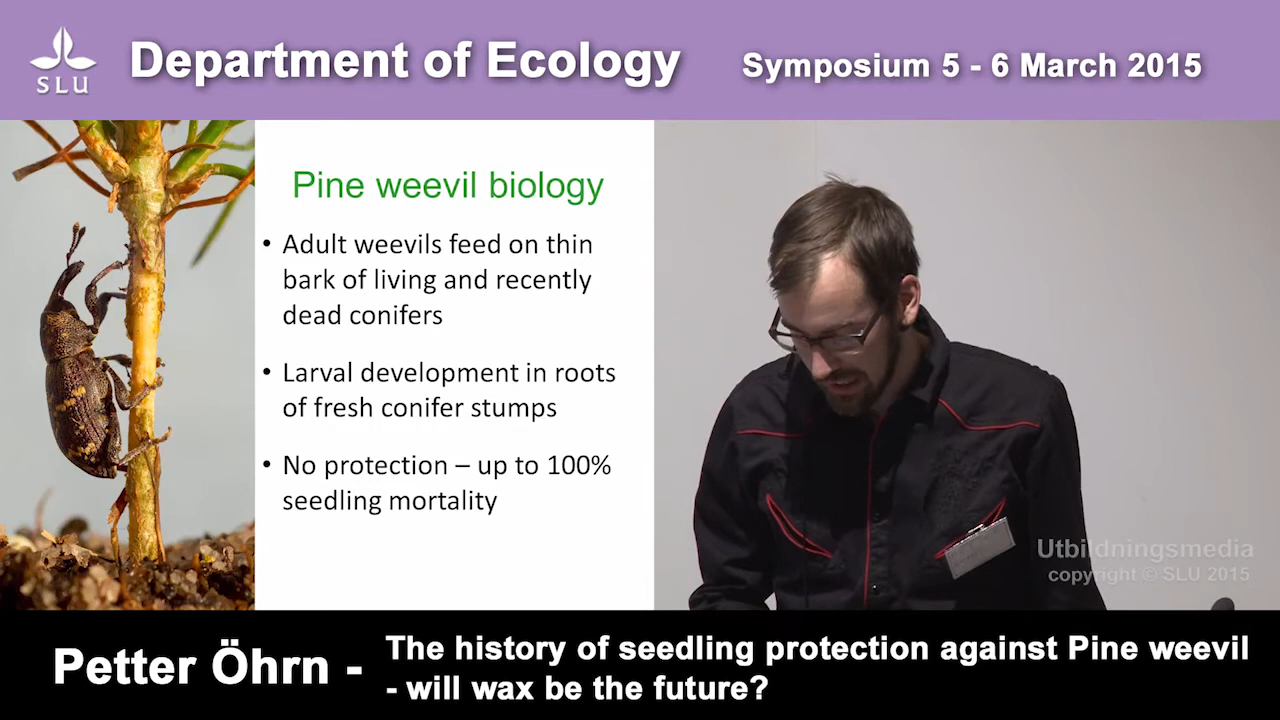 SLU
Department of Ecology
Symposium 5 - 6 March 2015
Pine weevil biology
• Adult weevils feed on thin
bark of living and recently
dead conifers
• Larval development in roots
of fresh conifer stumps
• No protection – up to 100%
seedling mortality
Utbildningsmedia
copyright © SLU 2015
Petter Öhrn -
The history of seedling protection against Pine weevil
- will wax be the future?